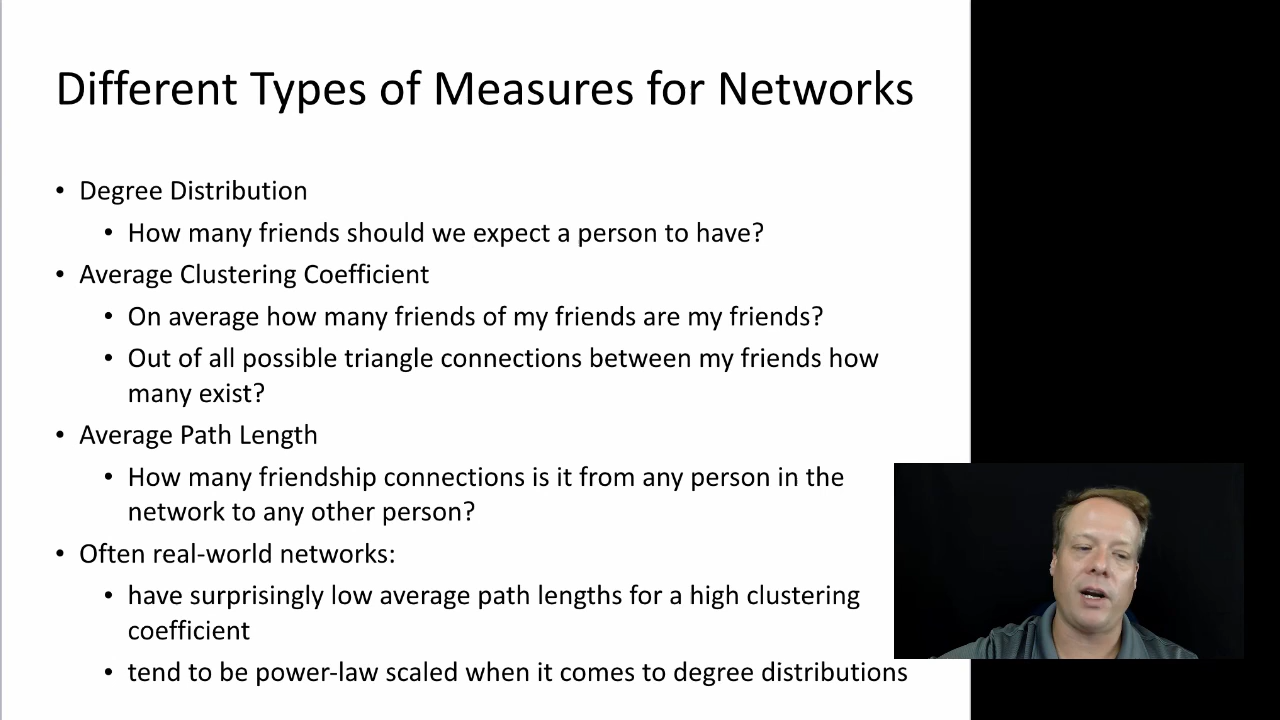 Different Types of Measures for Networks
• Degree Distribution
• How many friends should we expect a person to have?
• Average Clustering Coefficient
• On average how many friends of my friends are my friends?
• Out of all possible triangle connections between my friends how
many exist?
• Average Path Length
• How many friendship connections is it from any person in the
network to any other person?
• Often real-world networks:
• have surprisingly low average path lengths for a high clustering
coefficient
• tend to be power-law scaled when it comes to degree distributions